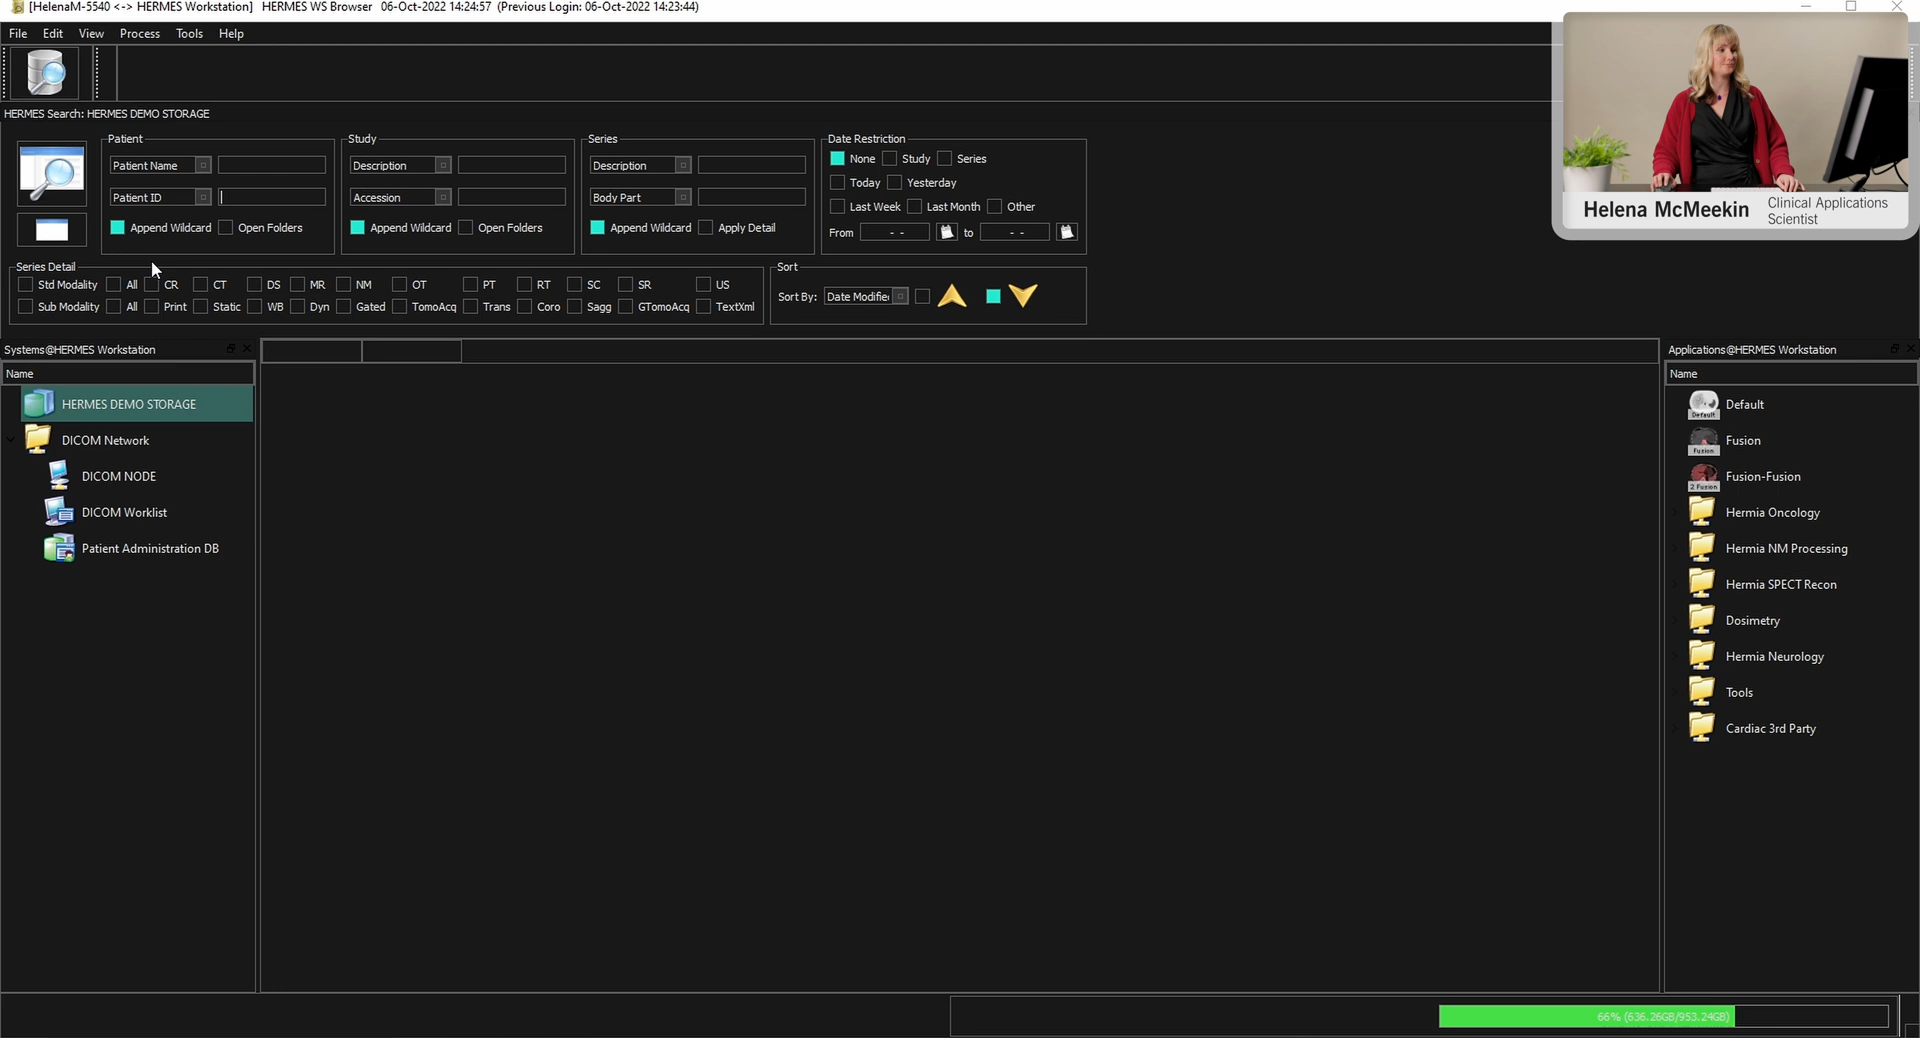 [HelenaM-5540 <-> HERMES Workstation] HERMES WS Browser 06-Oct-2022 14:24:57 (Previous Login: 06-Oct-2022 14:23:44)
File Edit View Process Tools Help
HERMES Search: HERMES DEMO STORAGE
Patient Study Series Date Restriction
Patient Name Description Description None Study Series
Today Yesterday
Patient ID Accession Body Part
Last Week Last Month Other
Append Wildcard Open Folders Append Wildcard Open Folders Append Wildcard Apply Detail
From - - to - -
Helena McMeekin Clinical Applications
Scientist
Series Detail Sort
Std Modality All CR CT DS MR NM OT PT RT SC SR US
Sort By: Date Modifie
Sub Modality All Print Static WB Dyn Gated TomoAcq Trans Coro Sagg GTomoAcq TextXml
Systems@HERMES Workstation
Name
HERMES DEMO STORAGE
DICOM Network
DICOM NODE
DICOM Worklist
Patient Administration DB
Applications@HERMES Workstation
Name
Default Default
Fusion Fusion
2 Fusion Fusion-Fusion
Hermia Oncology
Hermia NM Processing
Hermia SPECT Recon
Dosimetry
Hermia Neurology
Tools
Cardiac 3rd Party
66% (636.26GB/953.24GB)